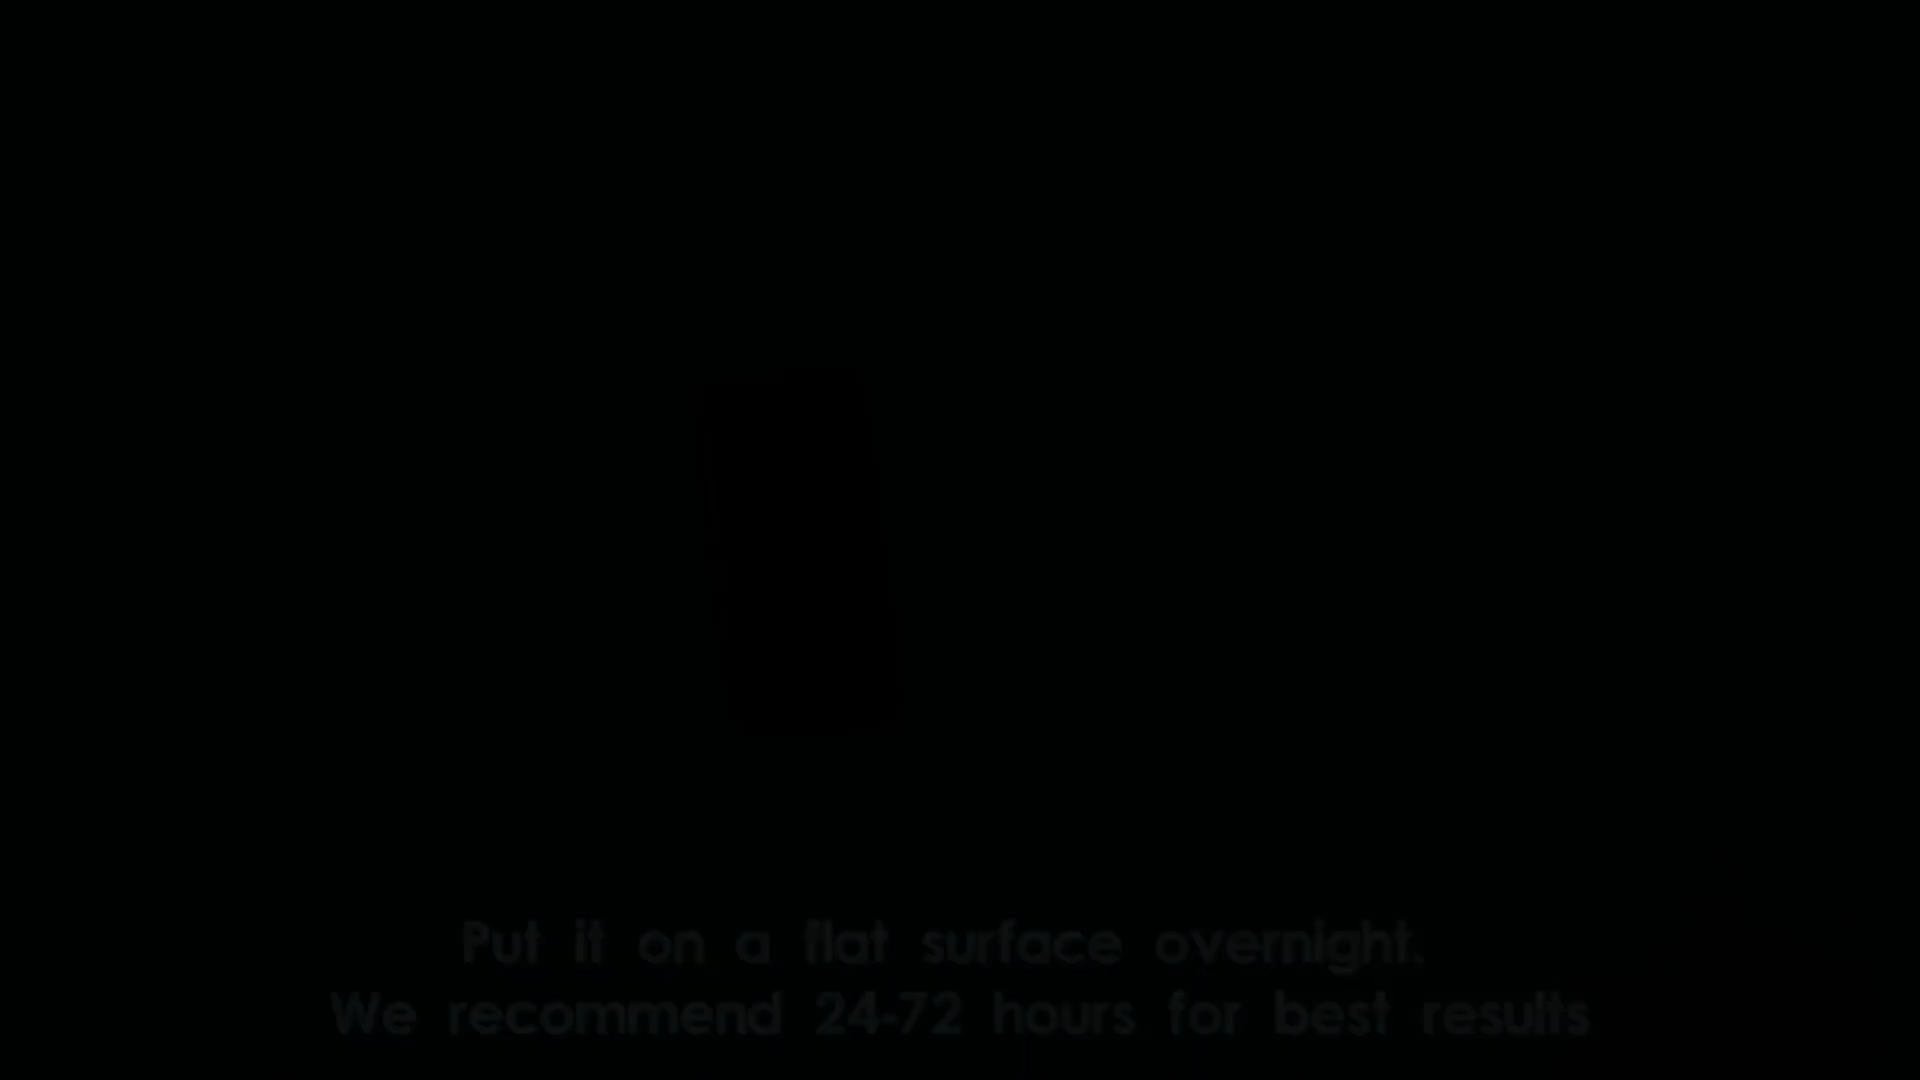 Put it on a flat surface overnight.
We recommend 24-72 hours for best results